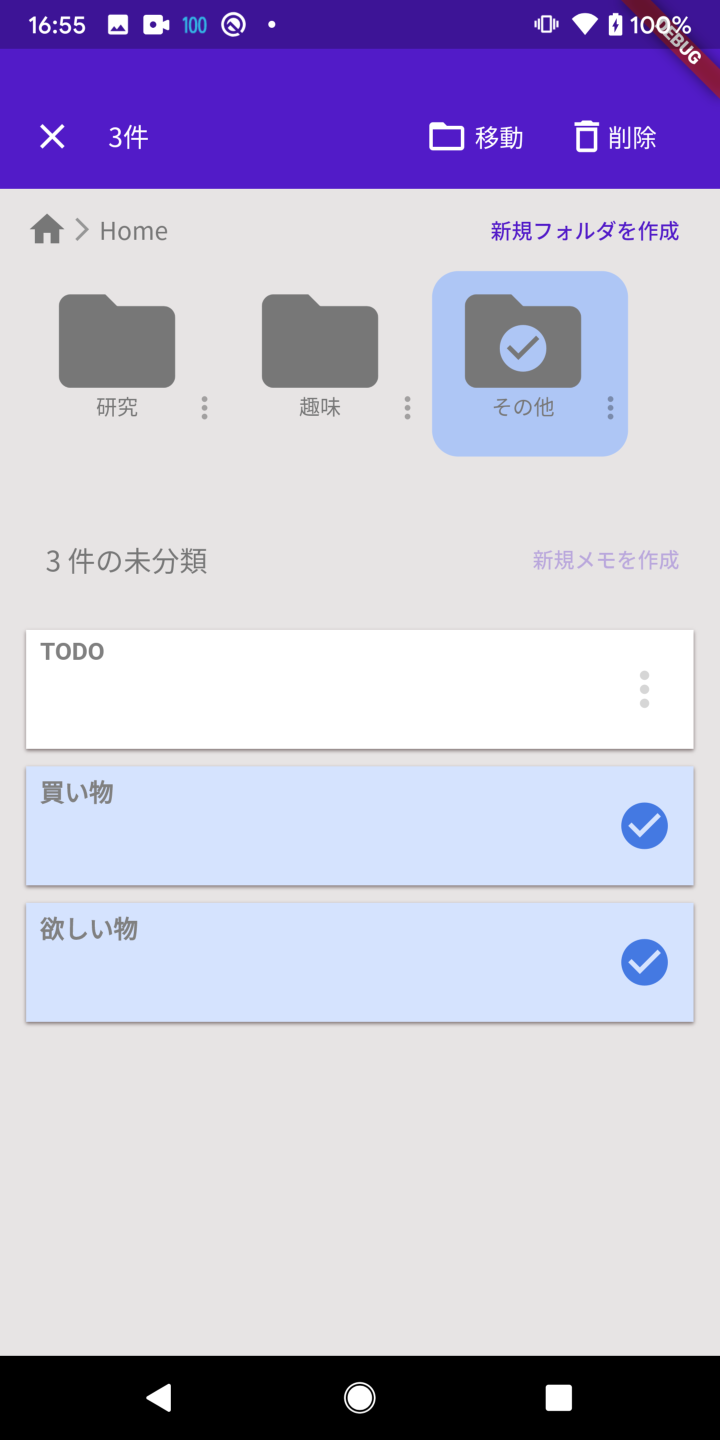 16:55 100 100%
DEBUG
3件 移動 削除
Home 新規フォルダを作成
研究 趣味 その他
3 件の未分類 新規メモを作成
TODO
買い物
欲しい物